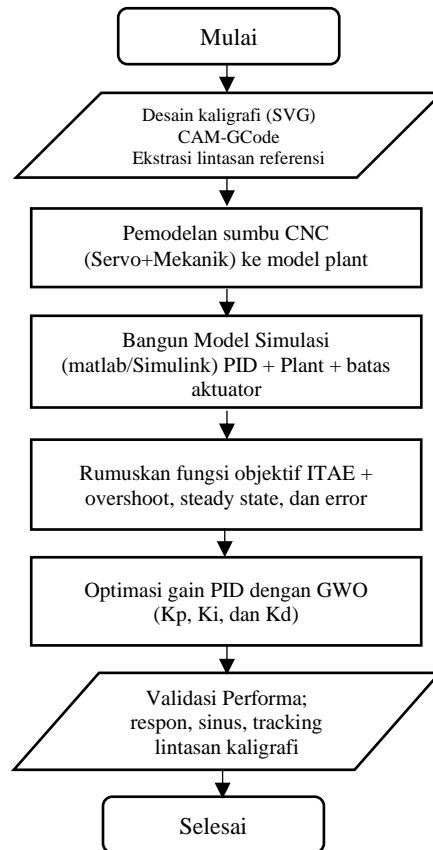 Mulai
Desain kaligrafi (SVG)
CAM-GCode
Ekstrasi lintasan referensi
Pemodelan sumbu CNC
(Servo+Mekanik) ke model plant
Bangun Model Simulasi
(matlab/Simulink) PID + Plant + batas
aktuator
Rumuskan fungsi objektif ITAE +
overshoot, steady state, dan error
Optimasi gain PID dengan GWO
(Kp, Ki, dan Kd)
Validasi Performa;
respon, sinus, tracking
lintasan kaligrafi
Selesai